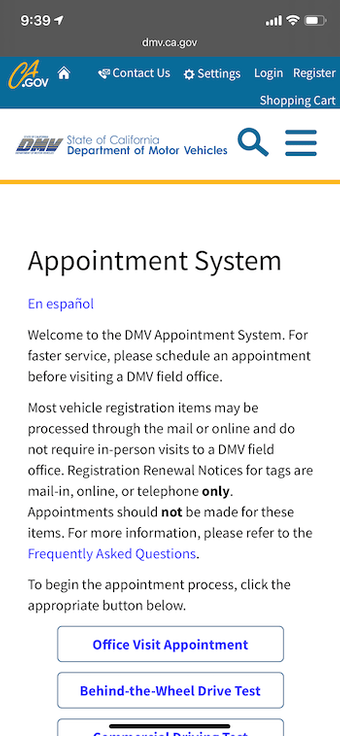 9:39
dmv.ca.gov
CA
.GOV
Contact Us
Settings
Login
Register
Shopping Cart
DMV
State of California
Department of Motor Vehicles
Appointment System
En español
Welcome to the DMV Appointment System. For
faster service, please schedule an appointment
before visiting a DMV field office.
Most vehicle registration items may be
processed through the mail or online and do
not require in-person visits to a DMV field
office. Registration Renewal Notices for tags are
mail-in, online, or telephone only.
Appointments should not be made for these
items. For more information, please refer to the
Frequently Asked Questions.
To begin the appointment process, click the
appropriate button below.
Office Visit Appointment
Behind-the-Wheel Drive Test
Commercial Driving Test